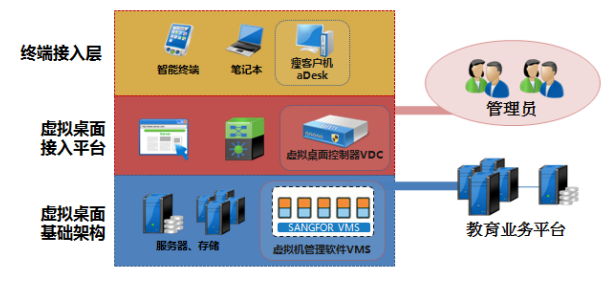 终端接入层
智能终端
笔记本
瘦客户机
aDesk
虚拟桌面
接入平台
虚拟桌面控制器VDC
管理员
虚拟桌面
基础架构
服务器、存储
SANGFOR VMS
虚拟机管理软件VMS
教育业务平台